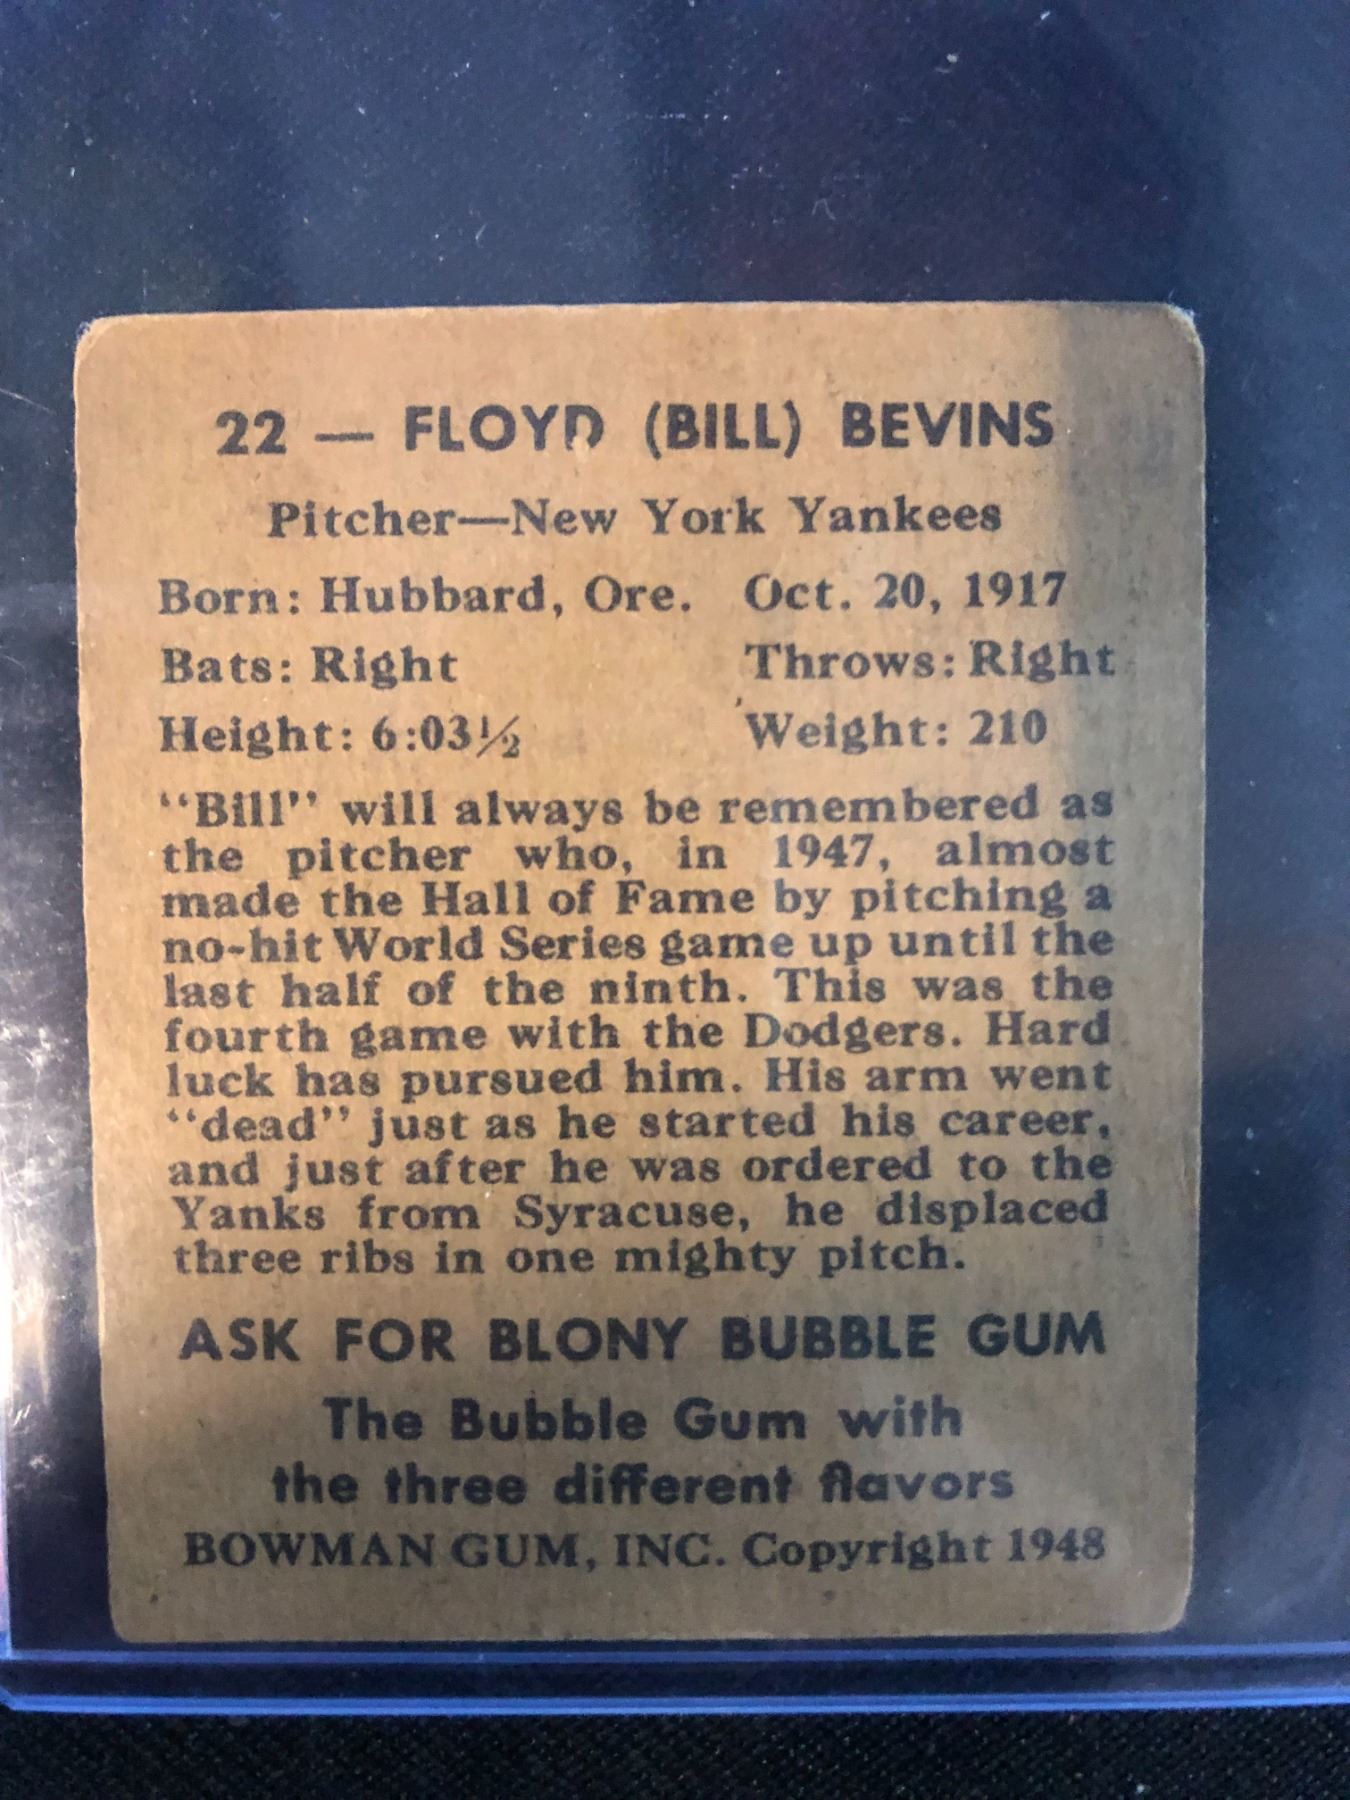 22 — FLOYD (BILL) BEVINS
Pitcher—New York Yankees
Born: Hubbard, Ore. Oct. 20, 1917
Bats: Right Throws: Right
Height: 6:03½ Weight: 210
"Bill" will always be remembered as
the pitcher who, in 1947, almost
made the Hall of Fame by pitching a
no-hit World Series game up until the
last half of the ninth. This was the
fourth game with the Dodgers. Hard
luck has pursued him. His arm went
"dead" just as he started his career,
and just after he was ordered to the
Yanks from Syracuse, he displaced
three ribs in one mighty pitch.
ASK FOR BLONY BUBBLE GUM
The Bubble Gum with
the three different flavors
BOWMAN GUM, INC. Copyright 1948